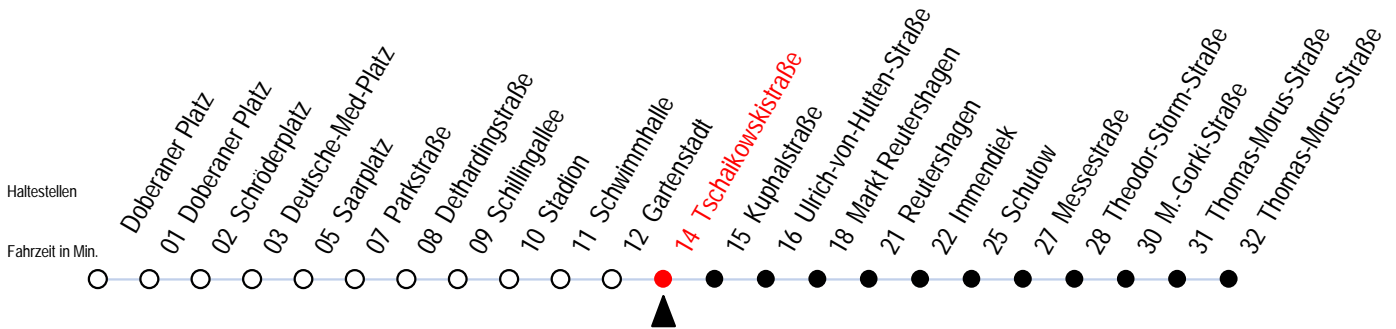 Haltestellen
Fahrzeit in Min.
Doberaner Platz
01 Doberaner Platz
02 Schröderplatz
03 Deutsche-Med-Platz
05 Saarplatz
07 Parkstraße
08 Dethardingstraße
09 Schillingallee
10 Stadion
11 Schwimmhalle
12 Gartenstadt
14 Tschaikowskistraße
15 Kuphalstraße
16 Ulrich-von-Hutten-Straße
18 Markt Reutershagen
21 Reutershagen
22 Immendiek
25 Schutow
27 Messestraße
28 Theodor-Storm-Straße
30 M.-Gorki-Straße
31 Thomas-Morus-Straße
32 Thomas-Morus-Straße